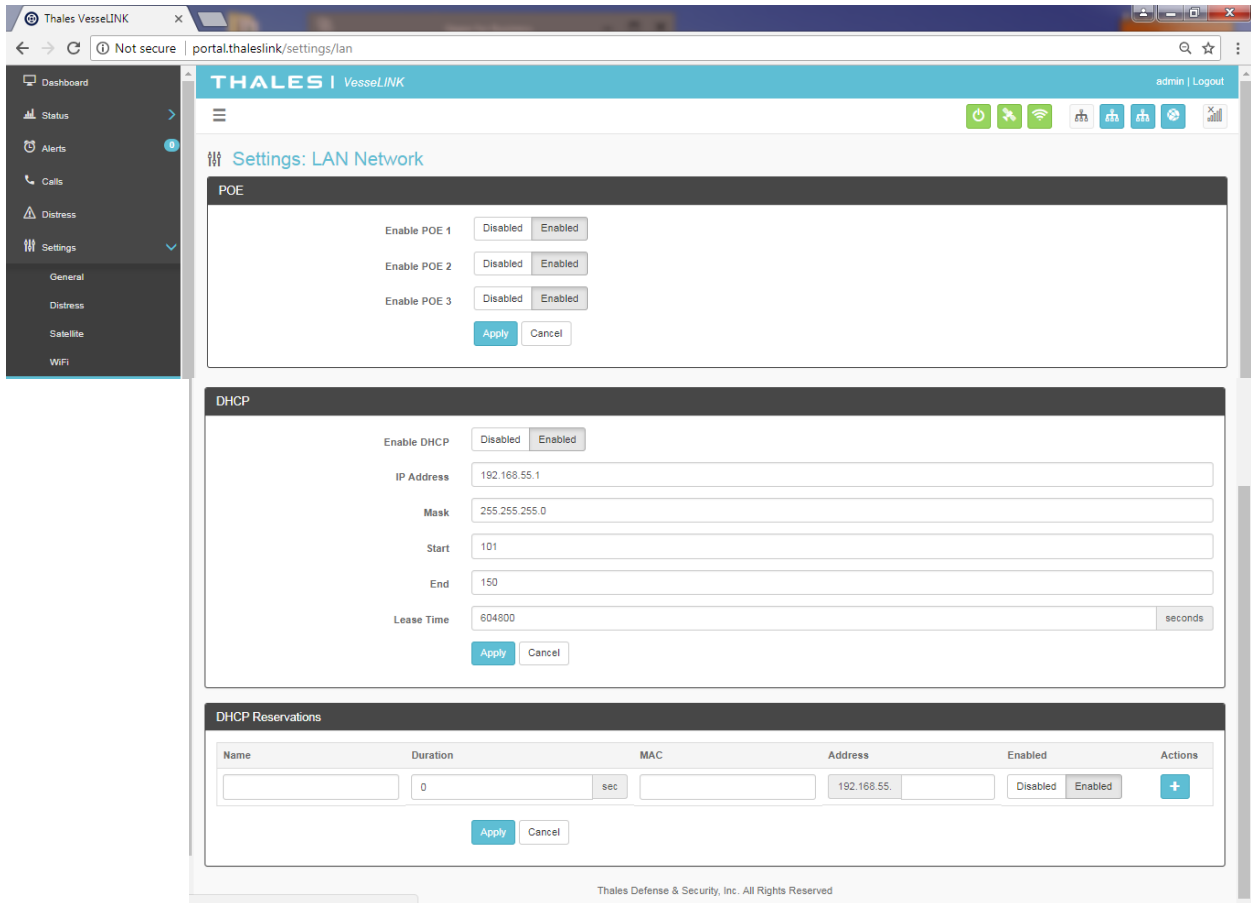 Thales VesseLINK
Not secure | portal.thaleslink/settings/lan
Dashboard
Status
Alerts 0
Calls
Distress
Settings
General
Distress
Satellite
WiFi
THALES | VesseLINK
admin | Logout
Settings: LAN Network
POE
Enable POE 1 Disabled Enabled
Enable POE 2 Disabled Enabled
Enable POE 3 Disabled Enabled
Apply Cancel
DHCP
Enable DHCP Disabled Enabled
IP Address 192.168.55.1
Mask 255.255.255.0
Start 101
End 150
Lease Time 604800 seconds
Apply Cancel
DHCP Reservations
Name Duration MAC Address Enabled Actions
0 sec 192.168.55. Disabled Enabled +
Apply Cancel
Thales Defense & Security, Inc. All Rights Reserved